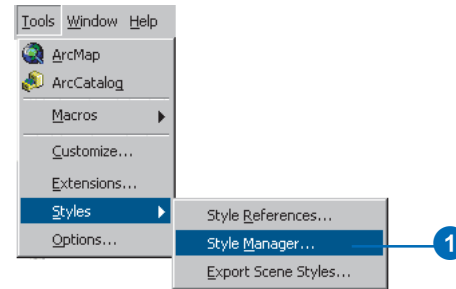 Tools Window Help
ArcMap
ArcCatalog
Macros
Customize...
Extensions...
Styles
Options...
Style References...
Style Manager...
Export Scene Styles...
1